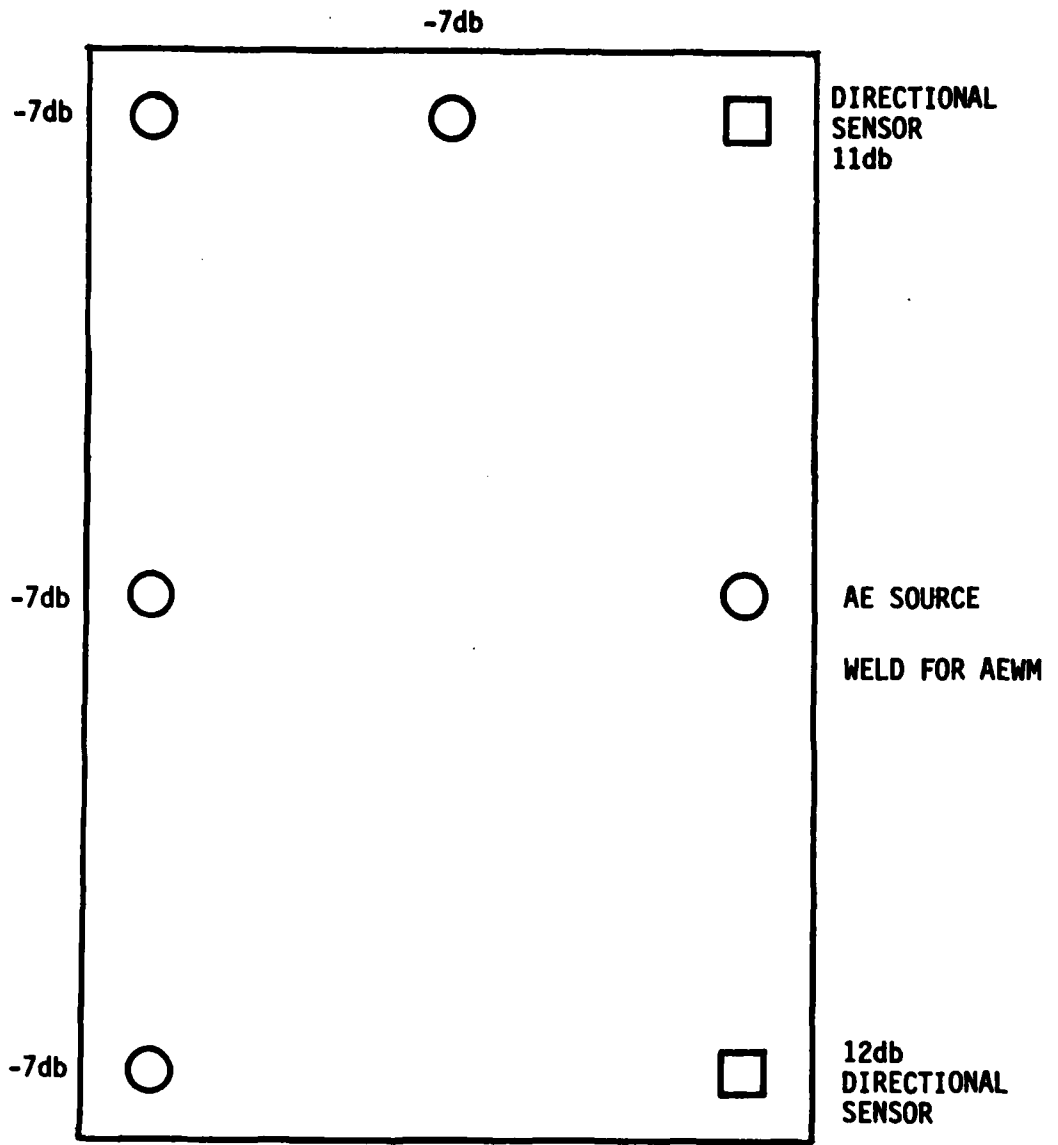 -7db
-7db
DIRECTIONAL
SENSOR
11db
-7db
AE SOURCE
WELD FOR AEWM
-7db
12db
DIRECTIONAL
SENSOR